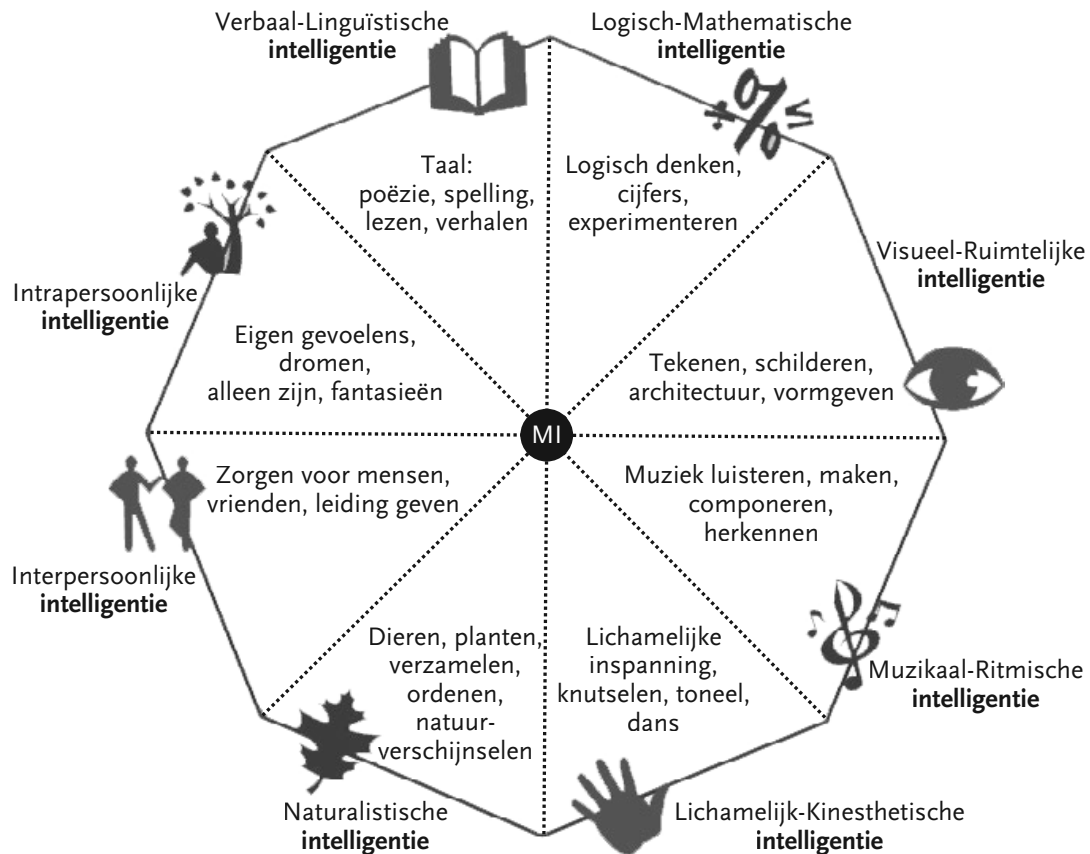 Verbaal-Linguïstische
intelligentie
Logisch-Mathematische
intelligentie
Taal:
poëzie, spelling,
lezen, verhalen
Logisch denken,
cijfers,
experimenteren
Visueel-Ruimtelijke
intelligentie
Intrapersoonlijke
intelligentie
Eigen gevoelens,
dromen,
alleen zijn, fantasieën
Tekenen, schilderen,
architectuur, vormgeven
MI
Zorgen voor mensen,
vrienden, leiding geven
Muziek luisteren, maken,
componeren,
herkennen
Interpersoonlijke
intelligentie
Dieren, planten,
verzamelen,
ordenen,
natuur-
verschijnselen
Lichamelijke
inspanning,
knutselen, toneel,
dans
Muzikaal-Ritmische
intelligentie
Naturalistische
intelligentie
Lichamelijk-Kinesthetische
intelligentie